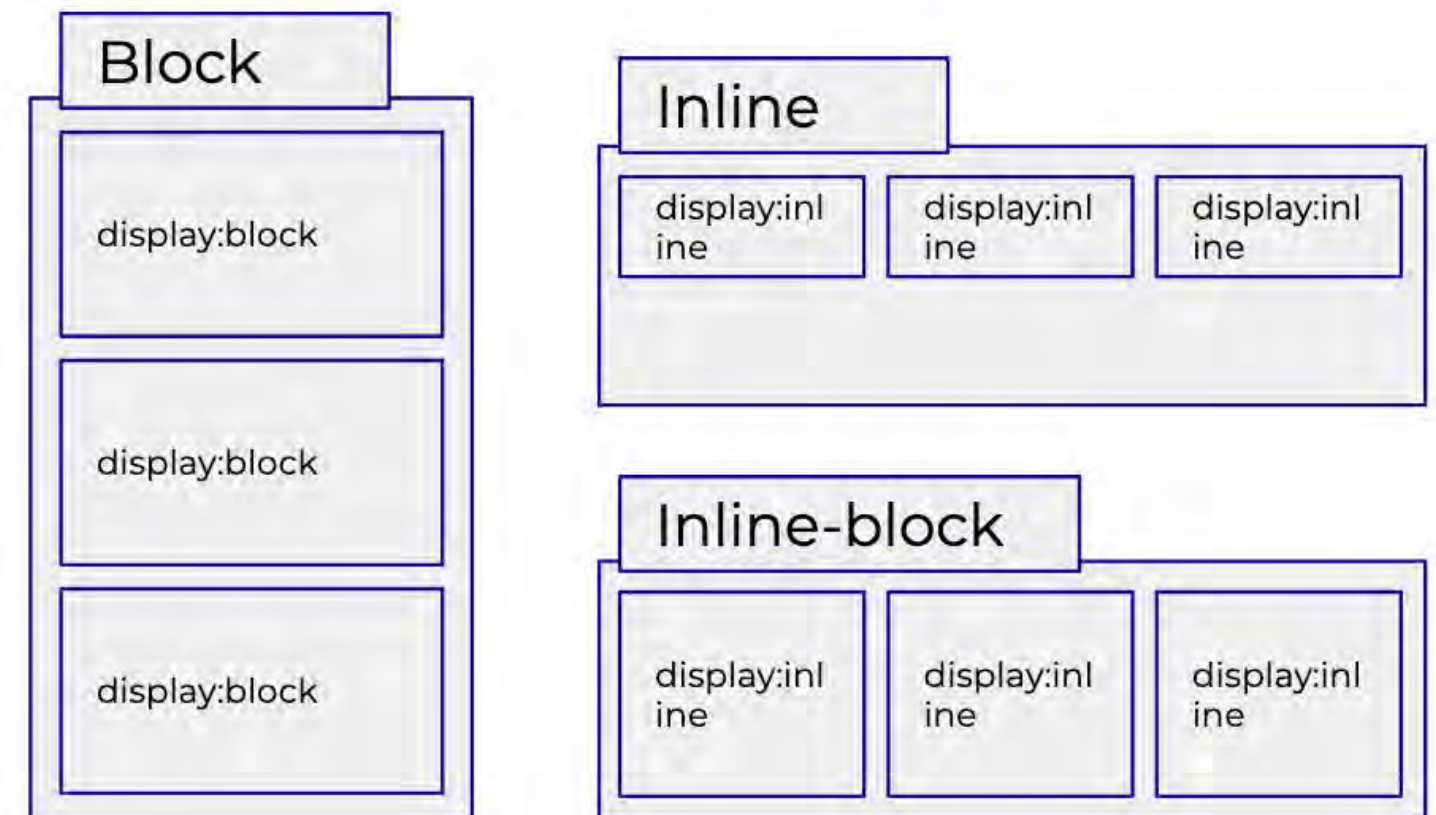 Block
display:block
display:block
display:block
Inline
display:inl
ine
display:inl
ine
display:inl
ine
Inline-block
display:inl
ine
display:inl
ine
display:inl
ine